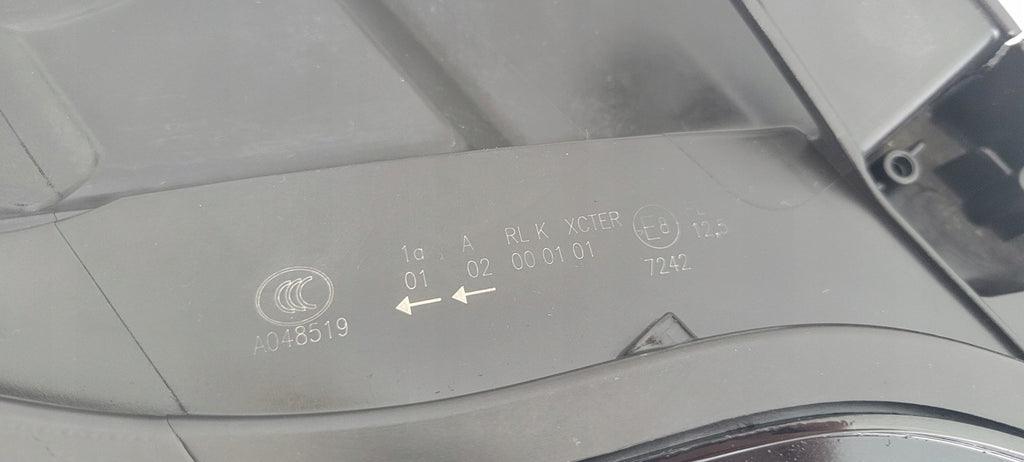 1a A RL K XCTER E8
01 02 00 01 01 12,5
CCC 7242
A048519